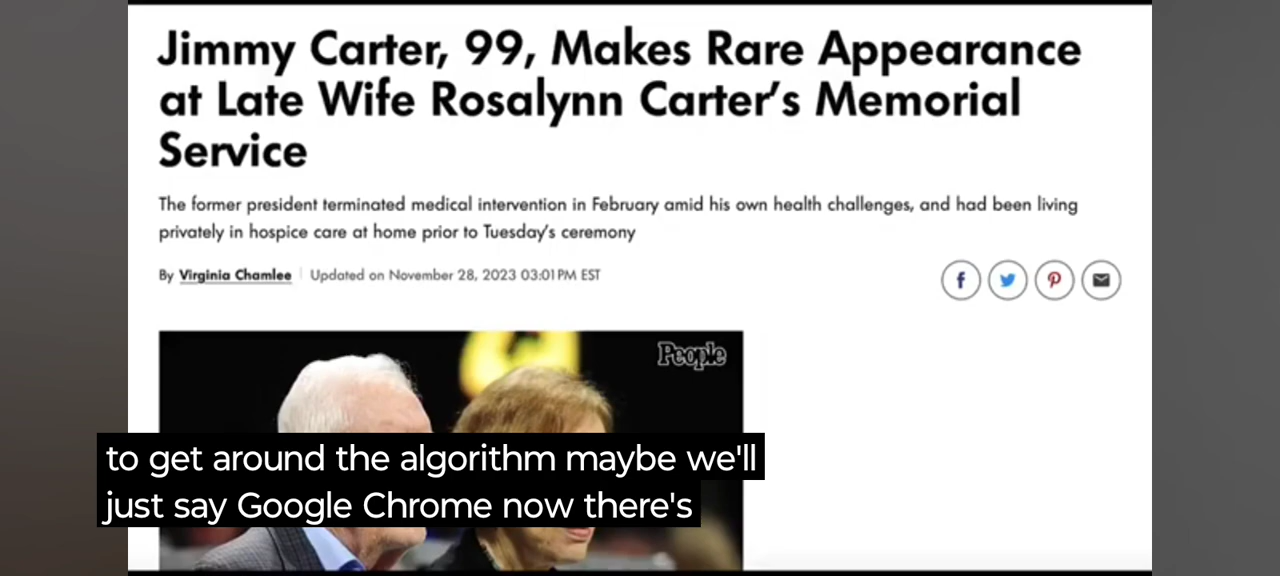 Jimmy Carter, 99, Makes Rare Appearance
at Late Wife Rosalynn Carter’s Memorial
Service
The former president terminated medical intervention in February amid his own health challenges, and had been living
privately in hospice care at home prior to Tuesday’s ceremony
By Virginia Chamlee Updated on November 28, 2023 03:01PM EST
People
to get around the algorithm maybe we'll
just say Google Chrome now there's